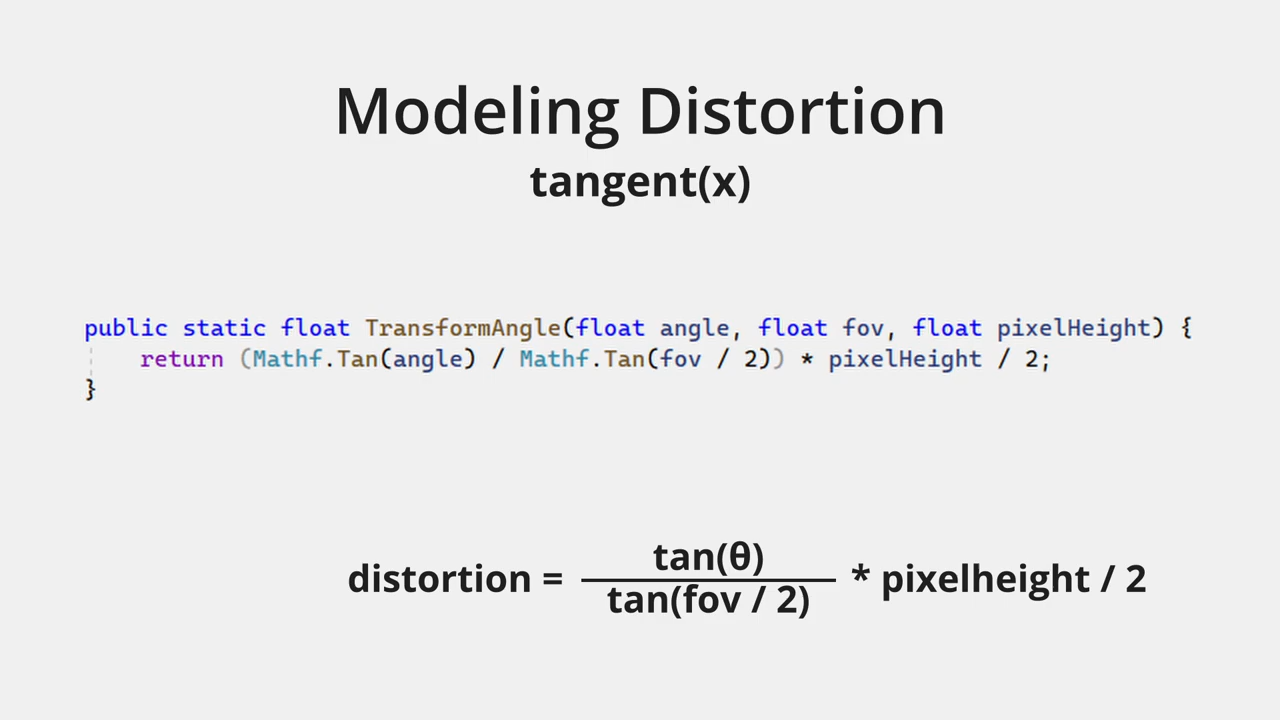 Modeling Distortion
tangent(x)
public static float TransformAngle(float angle, float fov, float pixelHeight) {
return (Mathf.Tan(angle) / Mathf.Tan(fov / 2)) * pixelHeight / 2;
}
tan(θ)
distortion = * pixelheight / 2
tan(fov / 2)